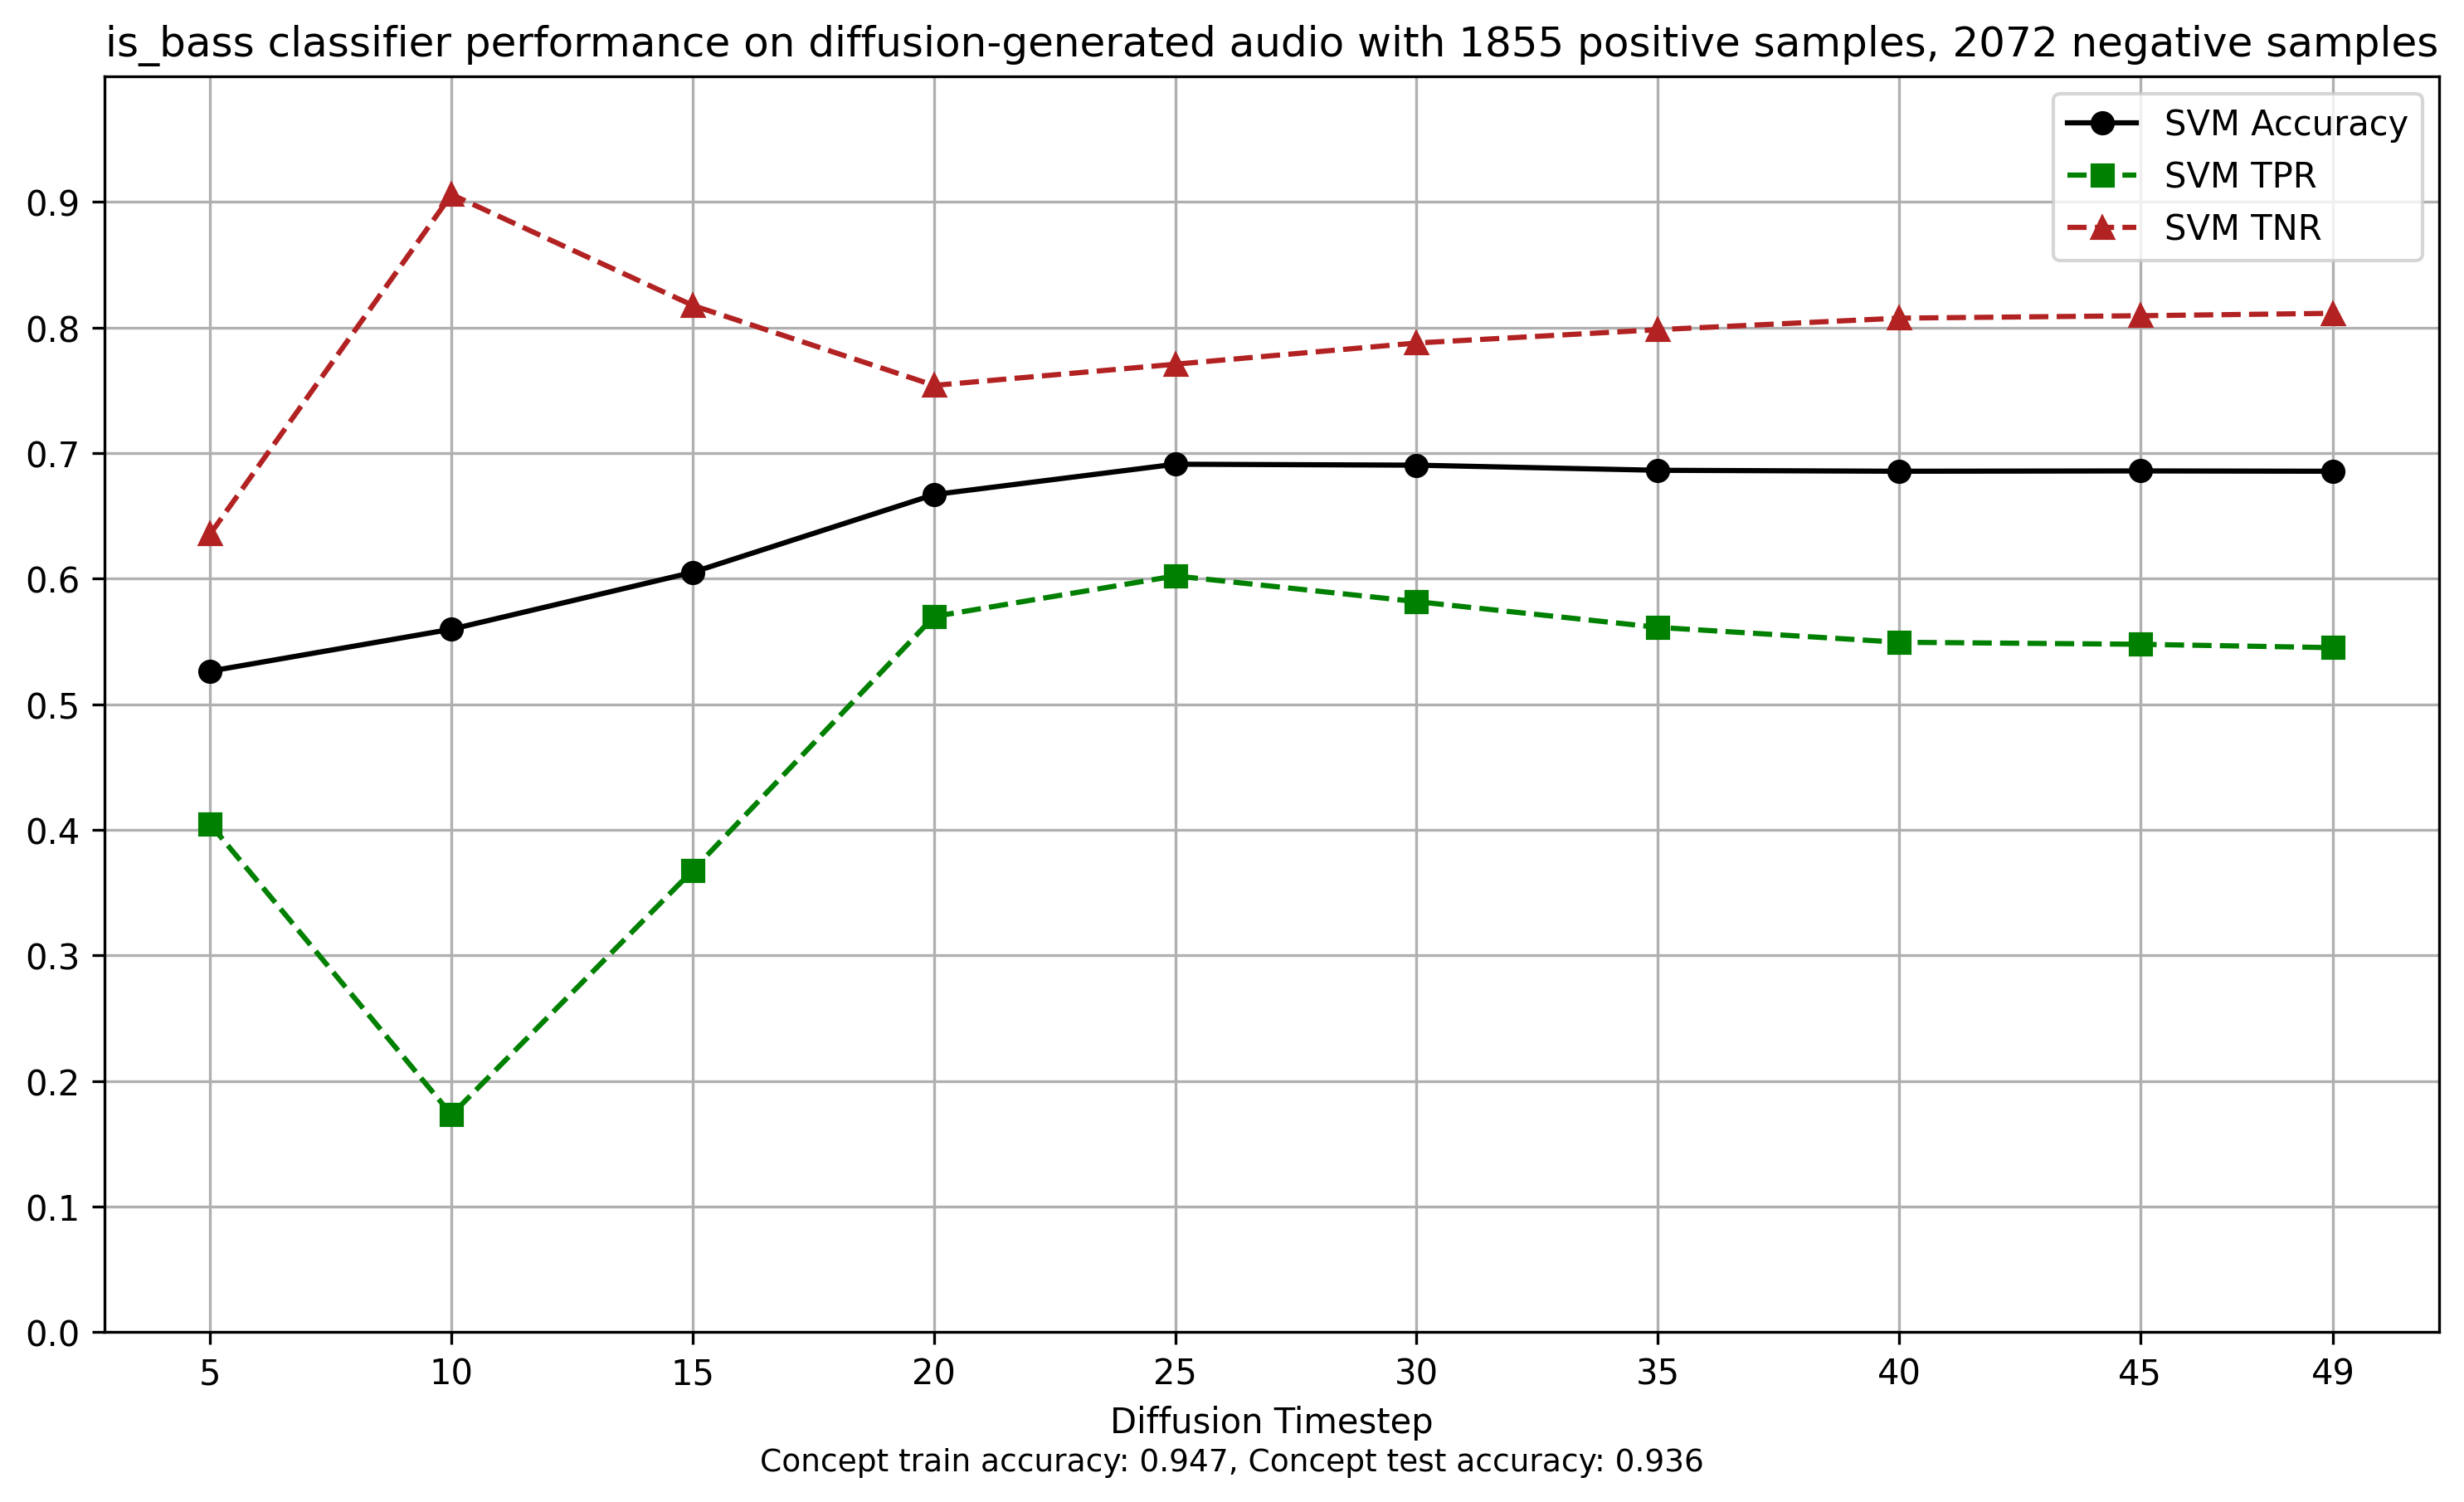 is_bass classifier performance on diffusion-generated audio with 1855 positive samples, 2072 negative samples
SVM Accuracy
SVM TPR
SVM TNR
0.9
0.8
0.7
0.6
0.5
0.4
0.3
0.2
0.1
0.0
5 10 15 20 25 30 35 40 45 49
Diffusion Timestep
Concept train accuracy: 0.947, Concept test accuracy: 0.936